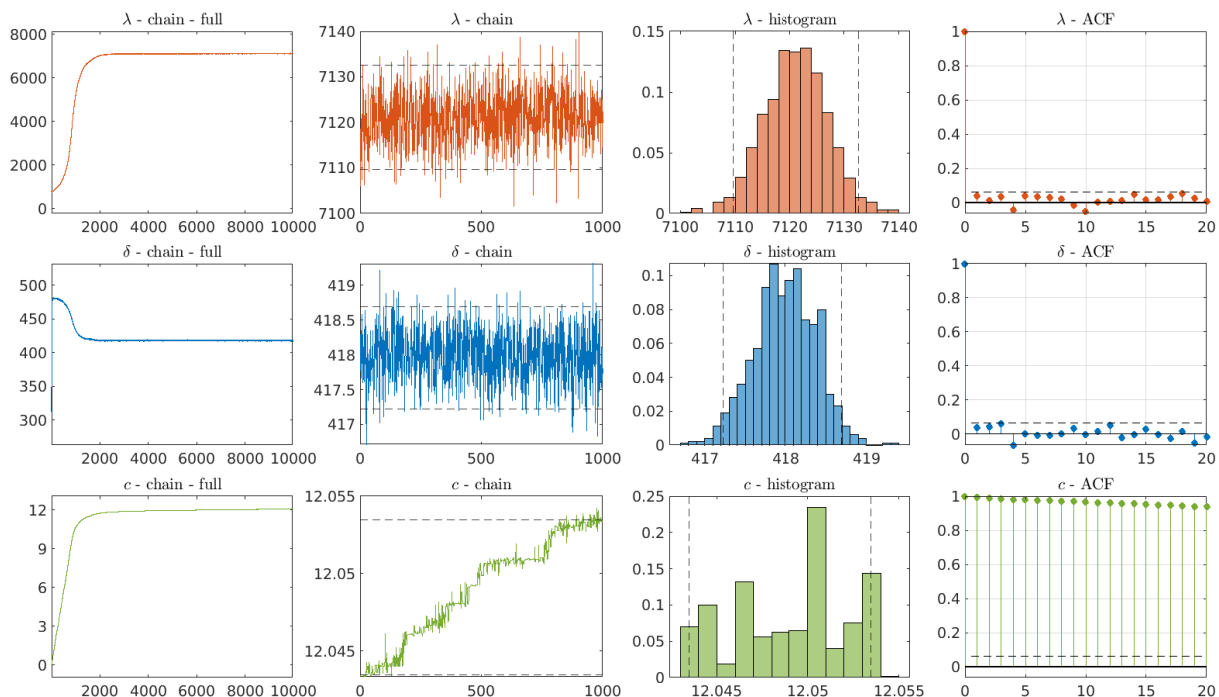 λ - chain - full
8000
6000
4000
2000
0
2000 4000 6000 8000 10000
λ - chain
7140
7130
7120
7110
7100
0 500 1000
λ - histogram
0.15
0.1
0.05
0
7100 7110 7120 7130 7140
λ - ACF
1
0.8
0.6
0.4
0.2
0
0 5 10 15 20
δ - chain - full
500
450
400
350
300
2000 4000 6000 8000 10000
δ - chain
419
418.5
418
417.5
417
0 500 1000
δ - histogram
0.1
0.08
0.06
0.04
0.02
0
417 418 419
δ - ACF
1
0.8
0.6
0.4
0.2
0
0 5 10 15 20
c - chain - full
12
9
6
3
0
2000 4000 6000 8000 10000
c - chain
12.055
12.05
12.045
0 500 1000
c - histogram
0.25
0.2
0.15
0.1
0.05
0
12.045 12.05 12.055
c - ACF
1
0.8
0.6
0.4
0.2
0
0 5 10 15 20